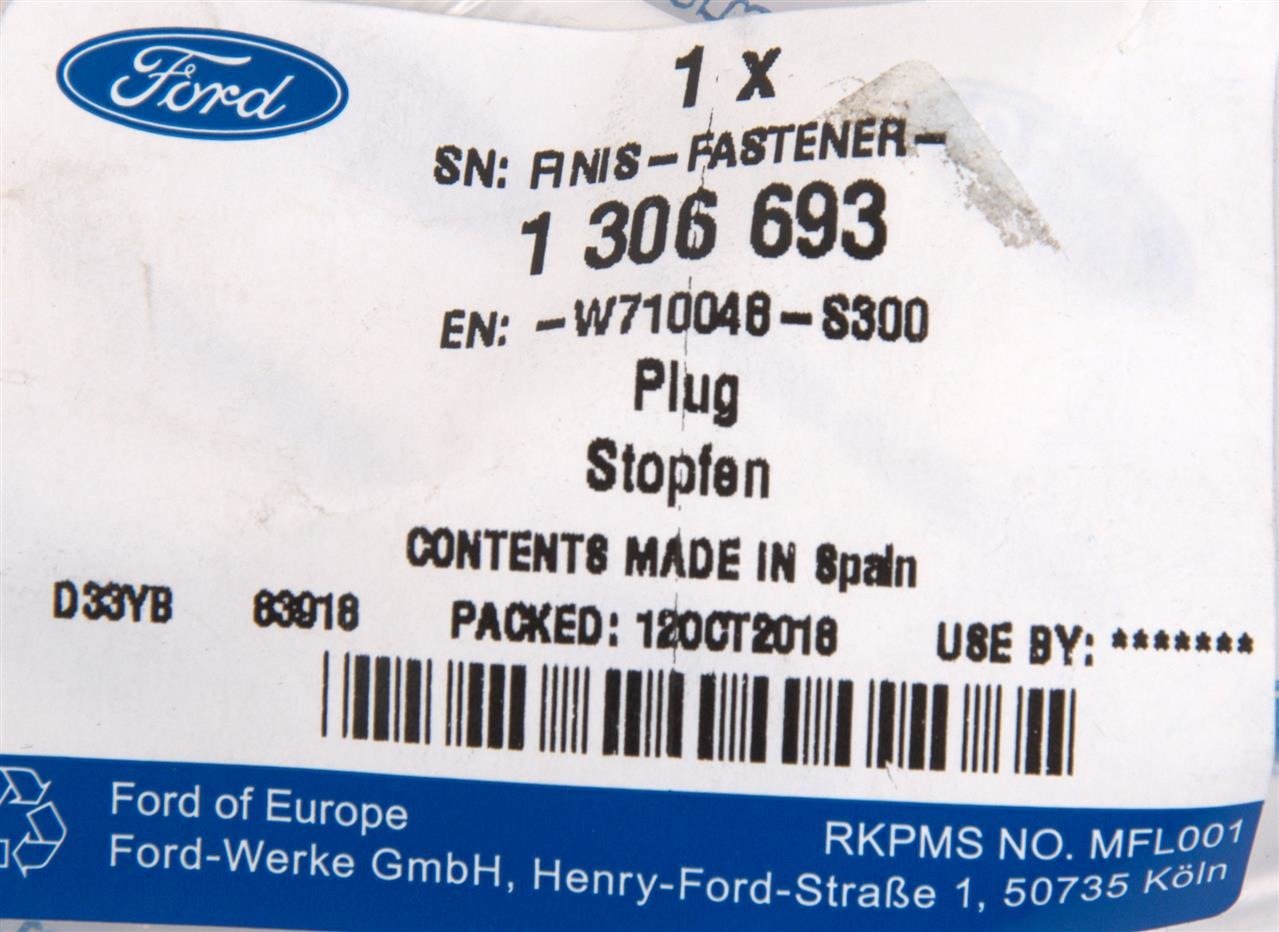 Ford
1 X
SN: FINIS-FASTENER-
1 306 693
EN: -W710048-S300
Plug
Stopfen
CONTENTS MADE IN Spain
D33YB 83918 PACKED: 12OCT2018 USE BY: *******
Ford of Europe
RKPMS NO. MFL001
Ford-Werke GmbH, Henry-Ford-Straße 1, 50735 Köln